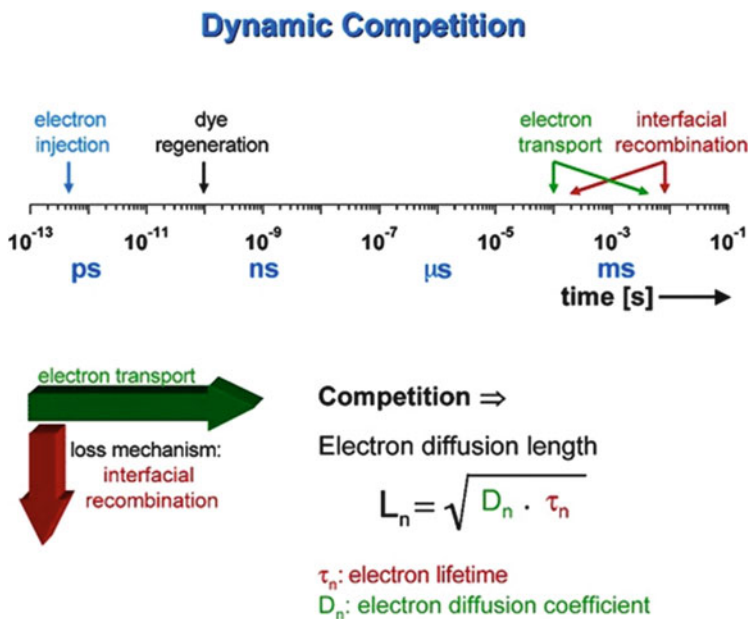 Dynamic Competition
electron injection
dye regeneration
electron transport
interfacial recombination
10⁻¹³ 10⁻¹¹ 10⁻⁹ 10⁻⁷ 10⁻⁵ 10⁻³ 10⁻¹
ps ns μs ms
time [s]
electron transport
loss mechanism:
interfacial
recombination
Competition ⇒
Electron diffusion length
Lₙ = √ Dₙ · τₙ
τₙ: electron lifetime
Dₙ: electron diffusion coefficient